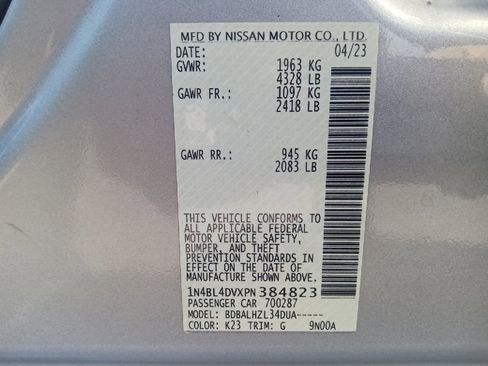 MFD BY NISSAN MOTOR CO., LTD.
DATE: 04/23
GVWR: 1963 KG
4328 LB
GAWR FR.: 1097 KG
2418 LB
GAWR RR.: 945 KG
2083 LB
THIS VEHICLE CONFORMS TO
ALL APPLICABLE FEDERAL
MOTOR VEHICLE SAFETY,
BUMPER, AND THEFT
PREVENTION STANDARDS IN
EFFECT ON THE DATE OF
MANUFACTURE SHOWN ABOVE.
1N4BL4DVXPN384823
PASSENGER CAR 700287
MODEL: BDBALHZL34DUA-----
COLOR: K23 TRIM: G 9N00A